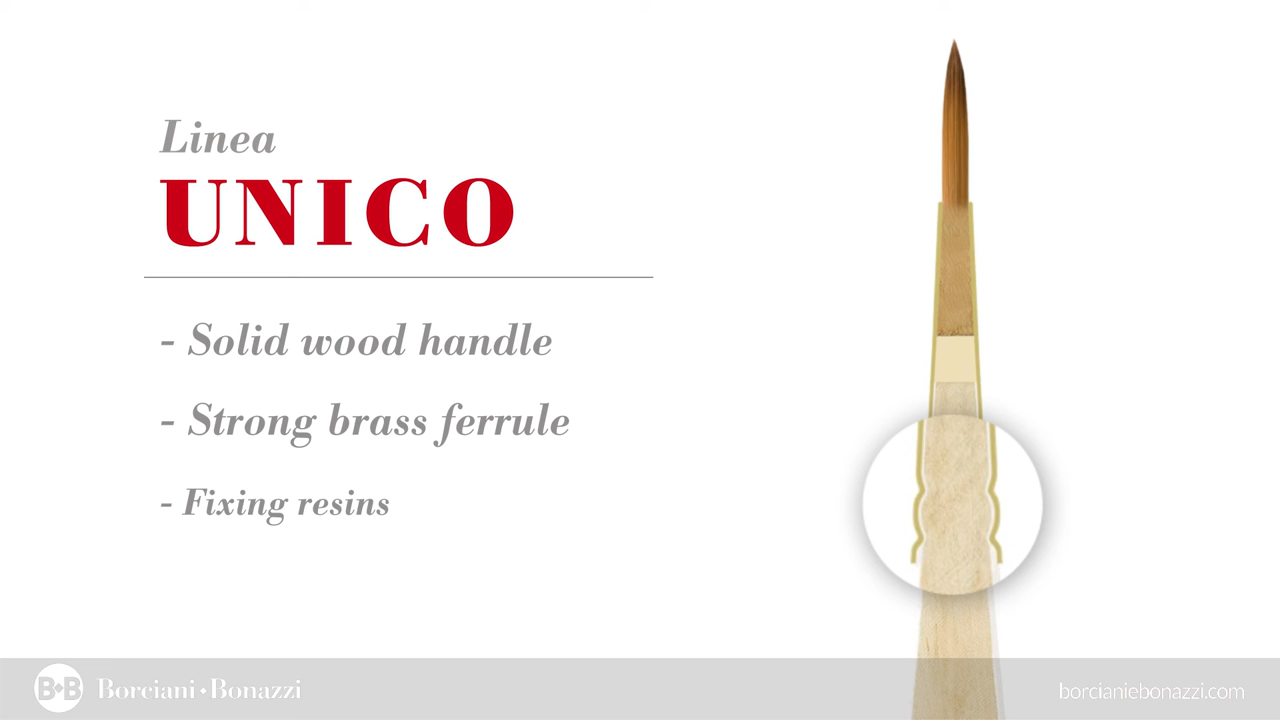 Linea
UNICO
- Solid wood handle
- Strong brass ferrule
- Fixing resins
B•B Borciani•Bonazzi
borcianiebonazzi.com